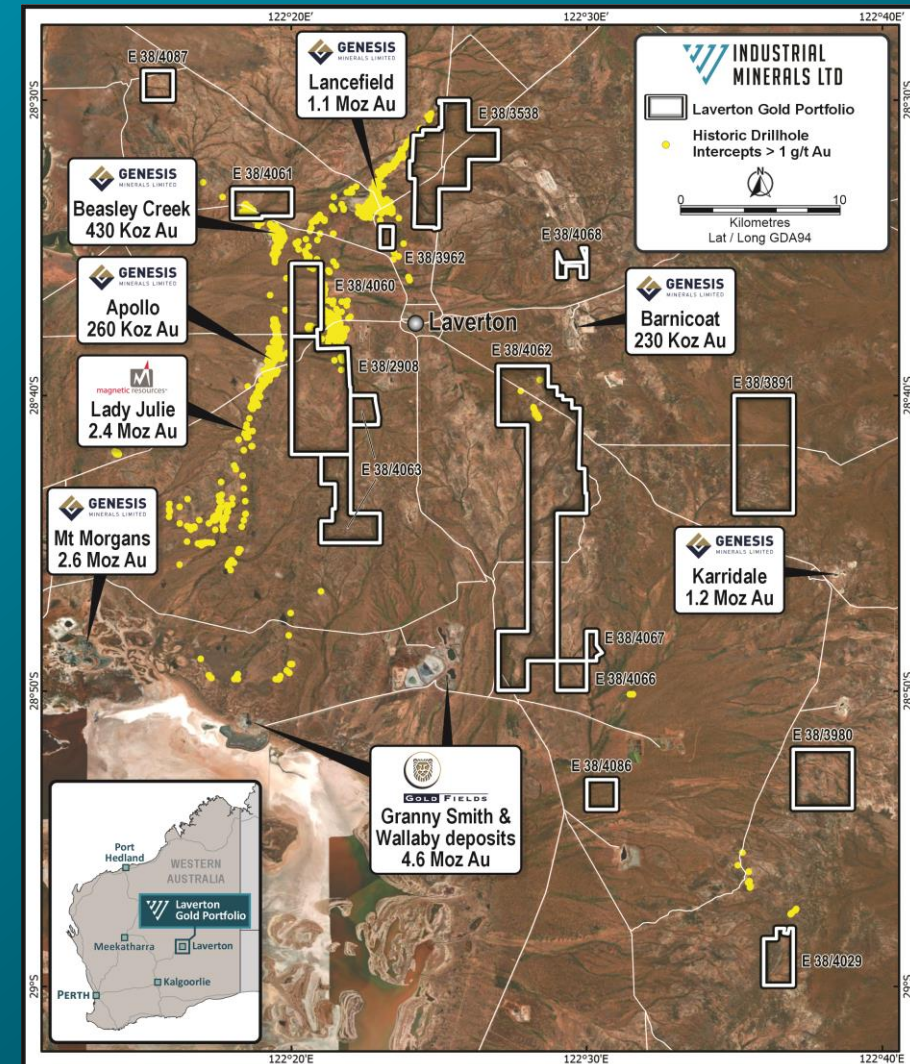 122°20'E
122°30'E
122°40'E
28°30'S
28°40'S
28°50'S
29°S
INDUSTRIAL
MINERALS LTD
Laverton Gold Portfolio
Historic Drillhole
Intercepts > 1 g/t Au
N
0 10
Kilometres
Lat / Long GDA94
E 38/4087
GENESIS
MINERALS LIMITED
Lancefield
1.1 Moz Au
E 38/3538
GENESIS
MINERALS LIMITED
Beasley Creek
430 Koz Au
E 38/4061
E 38/3962
E 38/4068
GENESIS
MINERALS LIMITED
Apollo
260 Koz Au
E 38/4060
Laverton
GENESIS
MINERALS LIMITED
Barnicoat
230 Koz Au
magnetic resources
Lady Julie
2.4 Moz Au
E 38/2908
E 38/4062
E 38/3891
E 38/4063
GENESIS
MINERALS LIMITED
Mt Morgans
2.6 Moz Au
GENESIS
MINERALS LIMITED
Karridale
1.2 Moz Au
E 38/4067
E 38/4066
GOLD FIELDS
Granny Smith &
Wallaby deposits
4.6 Moz Au
E 38/4086
E 38/3980
E 38/4029
Port
Hedland
WESTERN
AUSTRALIA
Laverton
Gold Portfolio
Meekatharra
Laverton
Kalgoorlie
PERTH
122°20'E
122°30'E
122°40'E